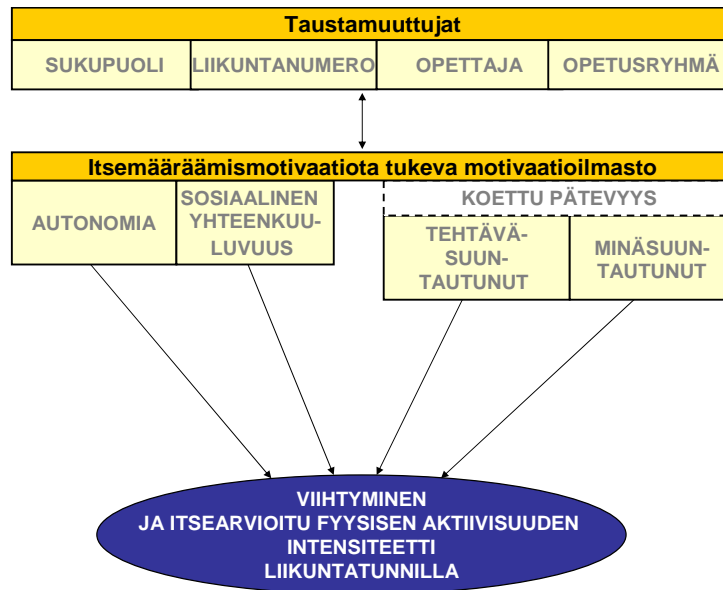 Taustamuuttujat
SUKUPUOLI LIIKUNTANUMERO OPETTAJA OPETUSRYHMÄ
Itsemääräämismotivaatiota tukeva motivaatioilmasto
AUTONOMIA
SOSIAALINEN
YHTEENKUU-
LUVUUS
KOETTU PÄTEVYYS
TEHTÄVÄ-
SUUN-
TAUTUNUT
MINÄSUUN-
TAUTUNUT
VIIHTYMINEN
JA ITSEARVIOITU FYYSISEN AKTIIVISUUDEN
INTENSITEETTI
LIIKUNTATUNNILLA